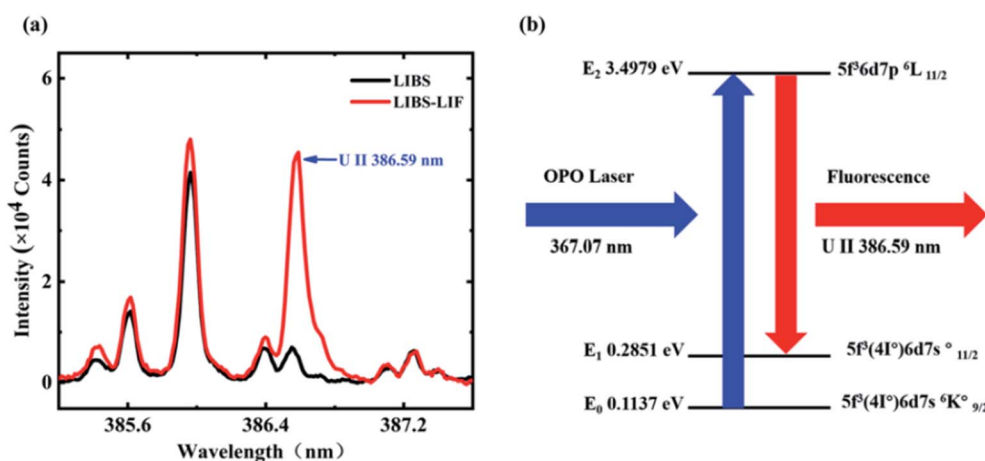 (a)
6
4
2
0
Intensity (×10⁴ Counts)
LIBS
LIBS-LIF
U II 386.59 nm
385.6 386.4 387.2
Wavelength（nm）
(b)
E₂ 3.4979 eV
5f³6d7p ⁶L ₁₁/₂
OPO Laser
367.07 nm
Fluorescence
U II 386.59 nm
E₁ 0.2851 eV
5f³(4I°)6d7s ° ₁₁/₂
E₀ 0.1137 eV
5f³(4I°)6d7s ⁶K° ₉/₂